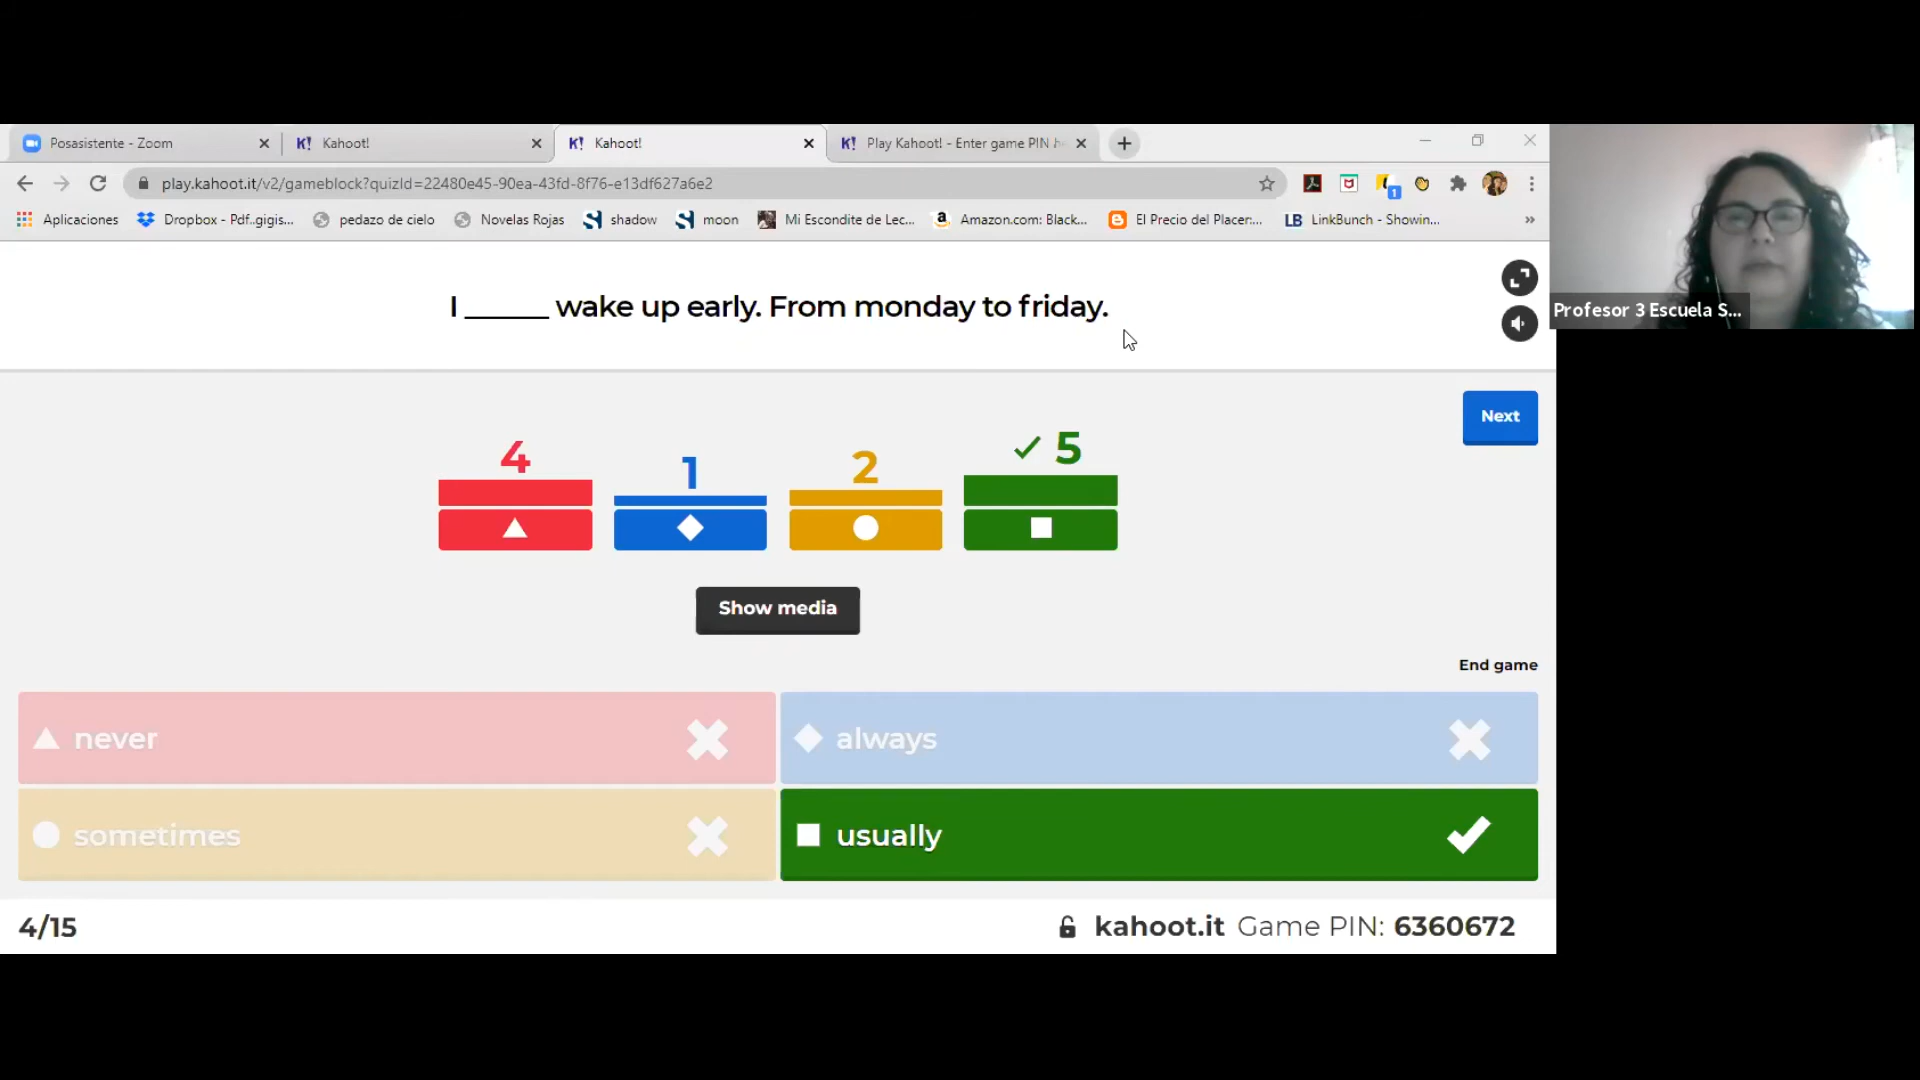 Posasistente - Zoom
Kahoot!
Kahoot!
Play Kahoot! - Enter game PIN h
play.kahoot.it/v2/gameblock?quizId=22480e45-90ea-43fd-8f76-e13df627a6e2
1
Aplicaciones
Dropbox - Pdf..gigis...
pedazo de cielo
Novelas Rojas
shadow
moon
Mi Escondite de Lec...
Amazon.com: Black...
El Precio del Placer:...
LB LinkBunch - Showin...
I ______ wake up early. From monday to friday.
Profesor 3 Escuela S...
Next
4
1
2
5
Show media
End game
never
always
sometimes
usually
4/15
kahoot.it Game PIN: 6360672